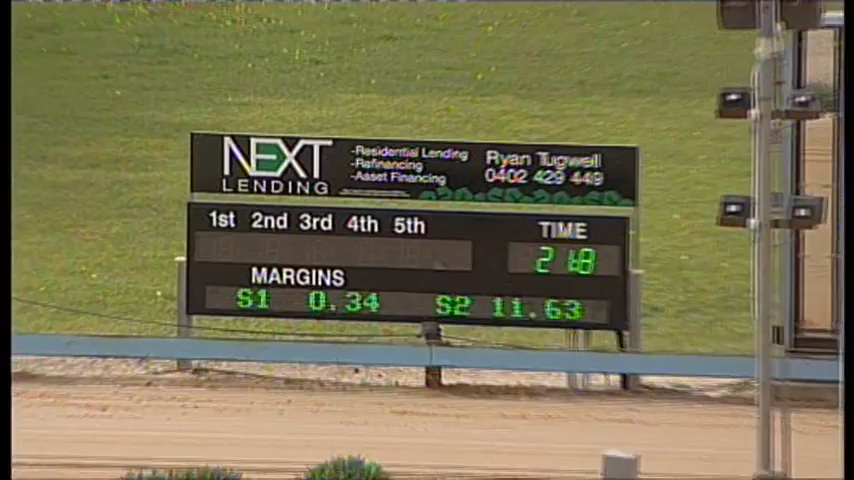 NEXT
LENDING
-Residential Lending
-Refinancing
-Asset Financing
Ryan Tugwell
0402 429 449
1st 2nd 3rd 4th 5th
TIME
MARGINS
S1 0.34 S2 11.63